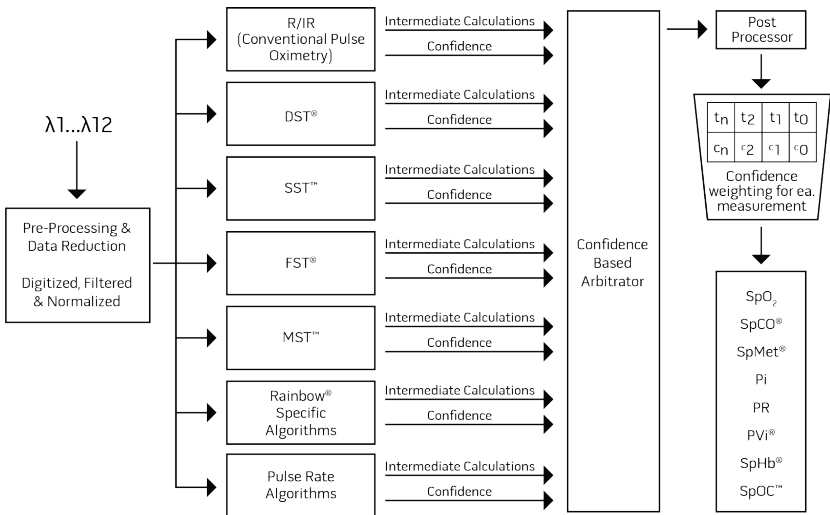 λ1...λ12
Pre-Processing &
Data Reduction
Digitized, Filtered
& Normalized
R/IR
(Conventional Pulse
Oximetry)
Intermediate Calculations
Confidence
DST®
Intermediate Calculations
Confidence
SST™
Intermediate Calculations
Confidence
FST®
Intermediate Calculations
Confidence
MST™
Intermediate Calculations
Confidence
Rainbow®
Specific
Algorithms
Intermediate Calculations
Confidence
Pulse Rate
Algorithms
Intermediate Calculations
Confidence
Confidence
Based
Arbitrator
Post
Processor
tn t2 t1 t0
cn c2 c1 c0
Confidence
weighting for ea.
measurement
SpO2
SpCO®
SpMet®
Pi
PR
PVi®
SpHb®
SpOC™